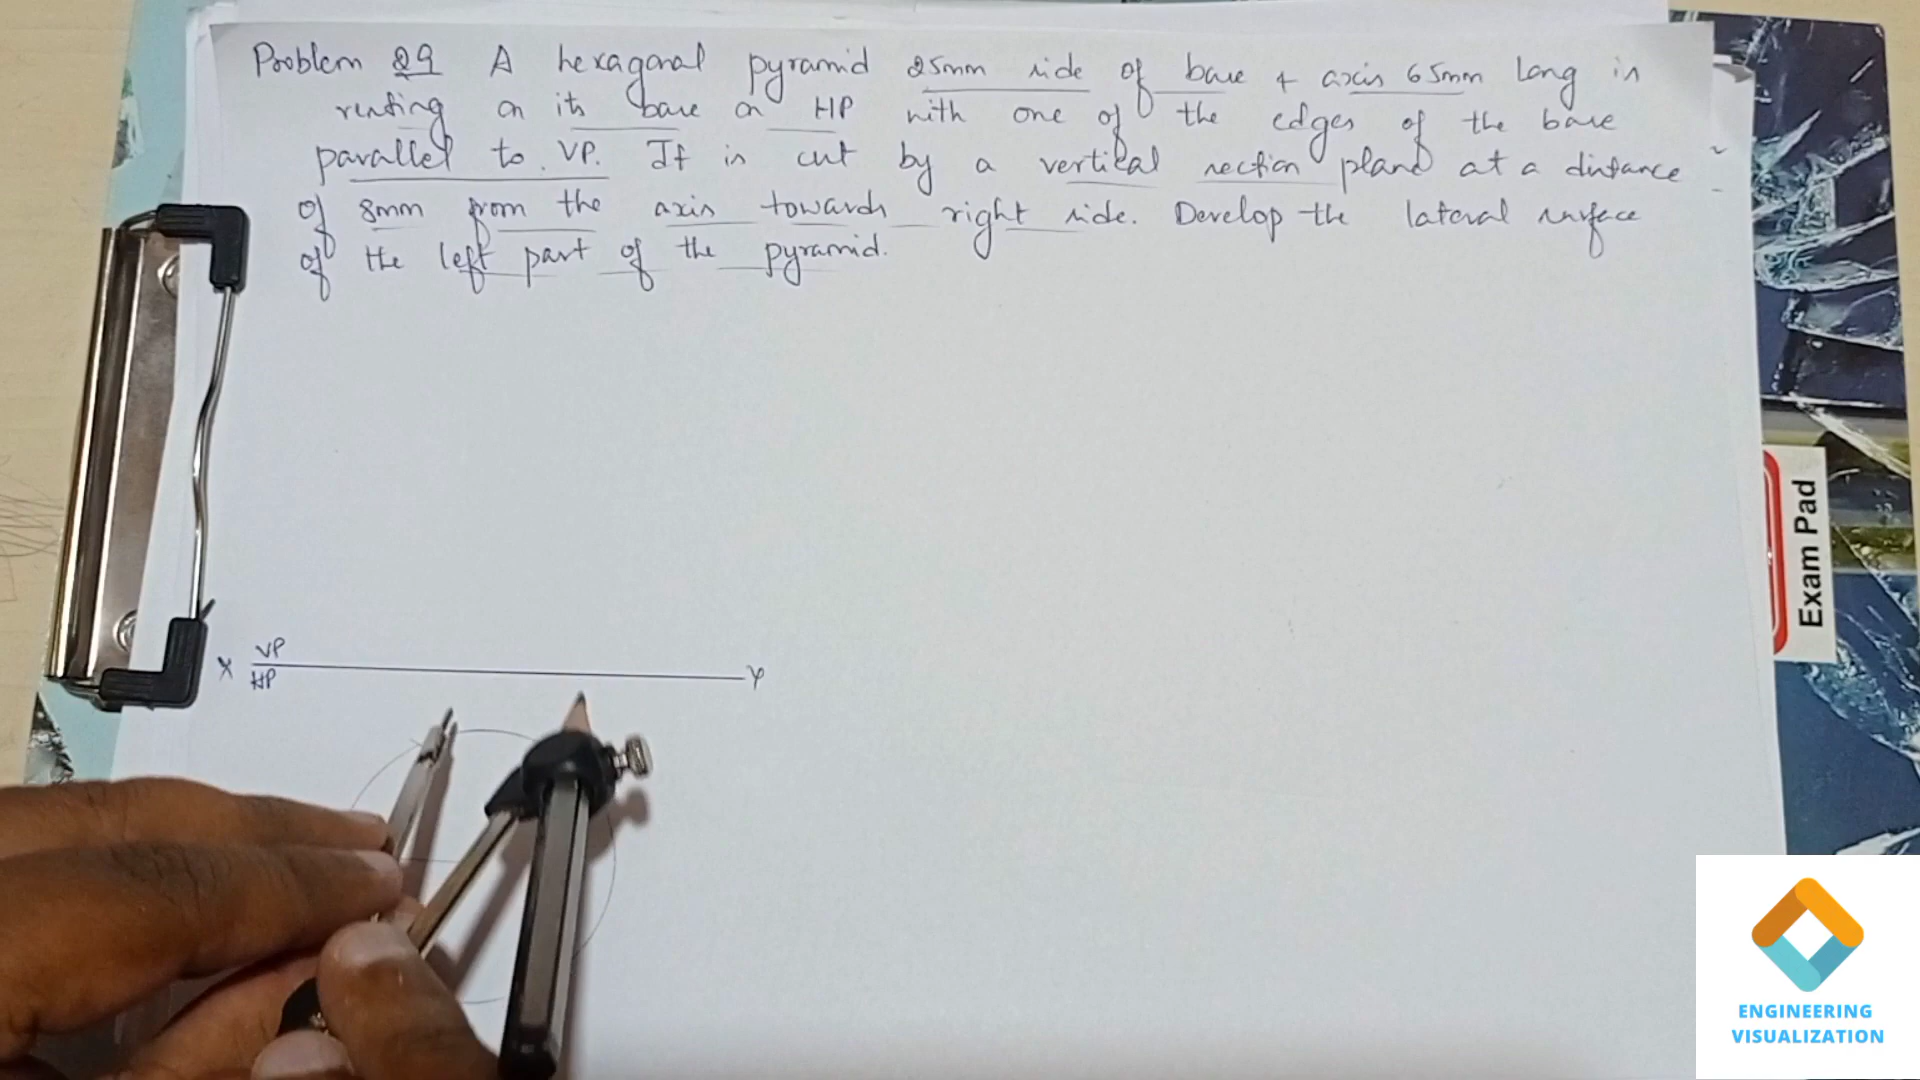 Problem 29 A hexagonal pyramid 25mm side of base & axis 65mm long is
resting on its base on HP with one of the edges of the base
parallel to VP. It is cut by a vertical section plane at a distance
of 8mm from the axis towards right side. Develop the lateral surface
of the left part of the pyramid.
VP
X HP Y
Exam Pad
ENGINEERING
VISUALIZATION